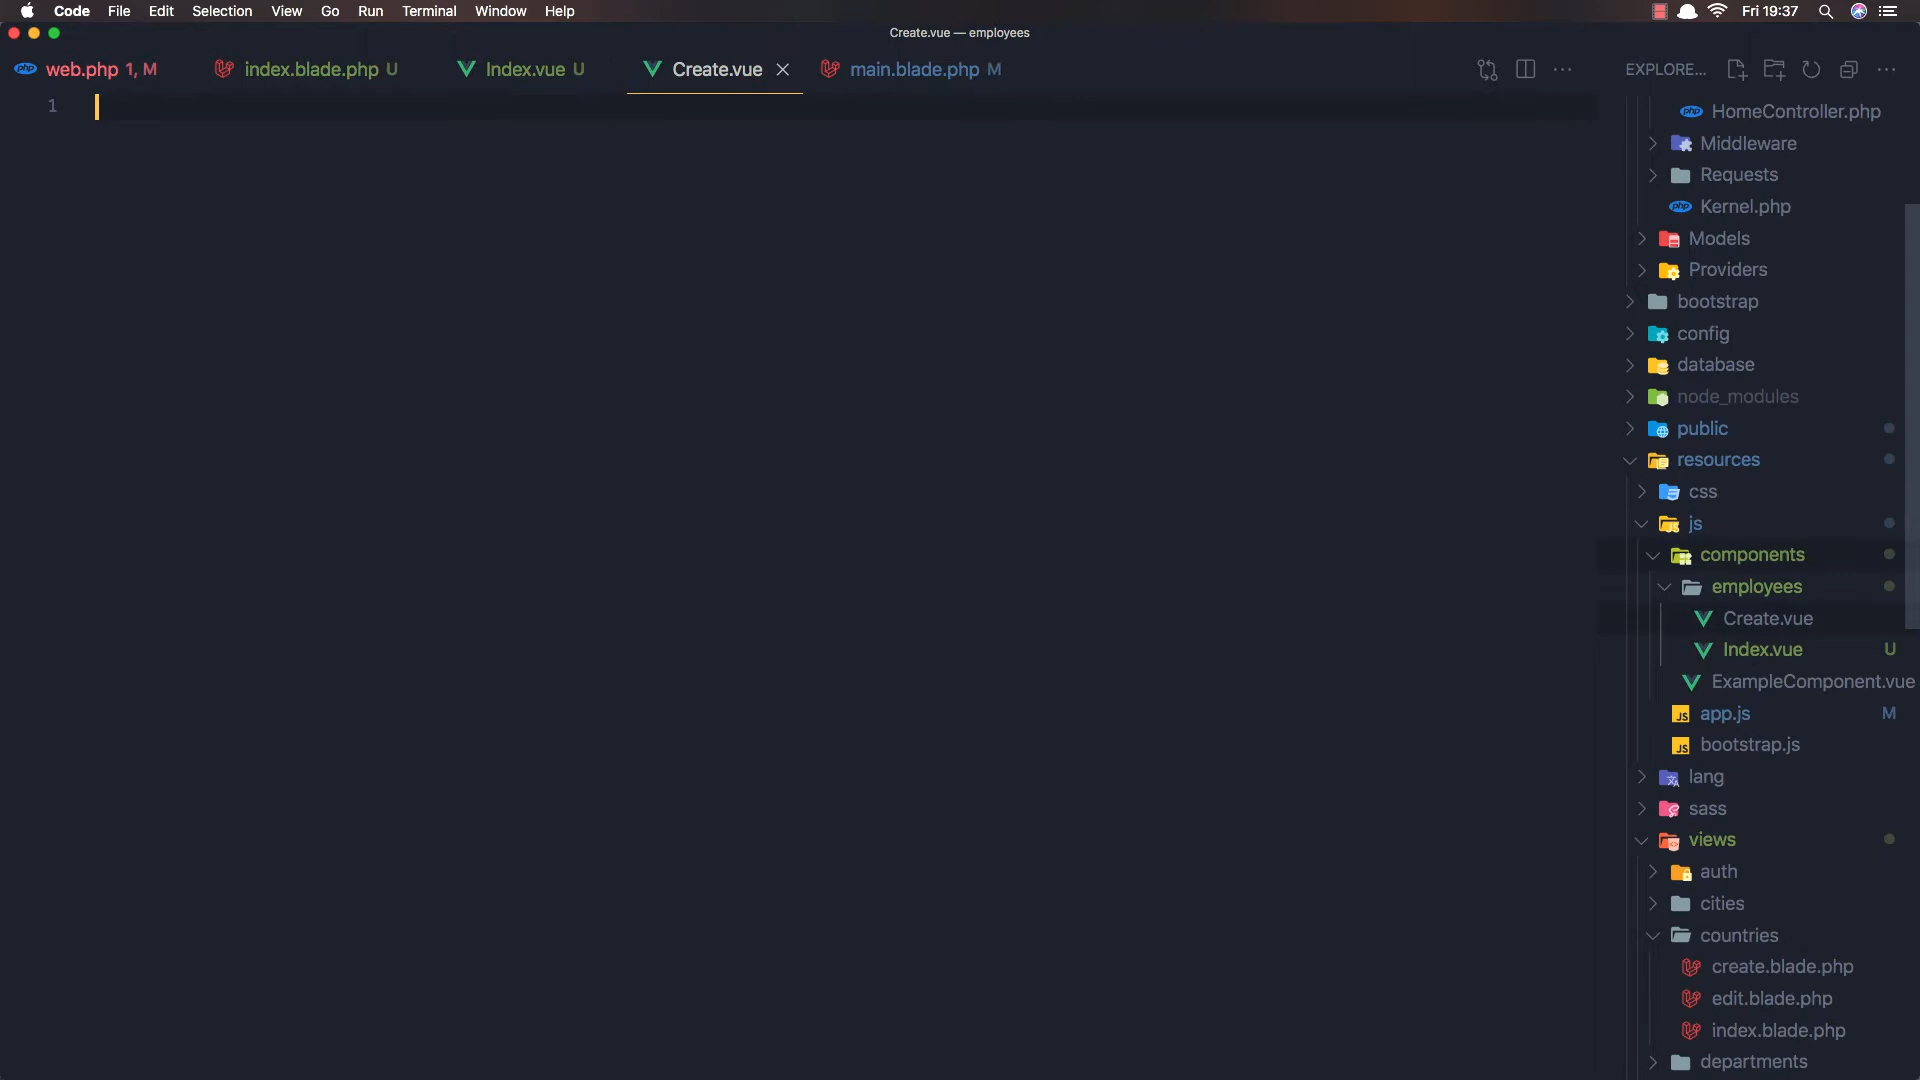 Code File Edit Selection View Go Run Terminal Window Help Fri 19:37
Create.vue — employees
web.php 1, M index.blade.php U Index.vue U Create.vue main.blade.php M EXPLORE...
1
HomeController.php
Middleware
Requests
Kernel.php
Models
Providers
bootstrap
config
database
node_modules
public
resources
css
js
components
employees
Create.vue
Index.vue U
ExampleComponent.vue
app.js M
bootstrap.js
lang
sass
views
auth
cities
countries
create.blade.php
edit.blade.php
index.blade.php
departments